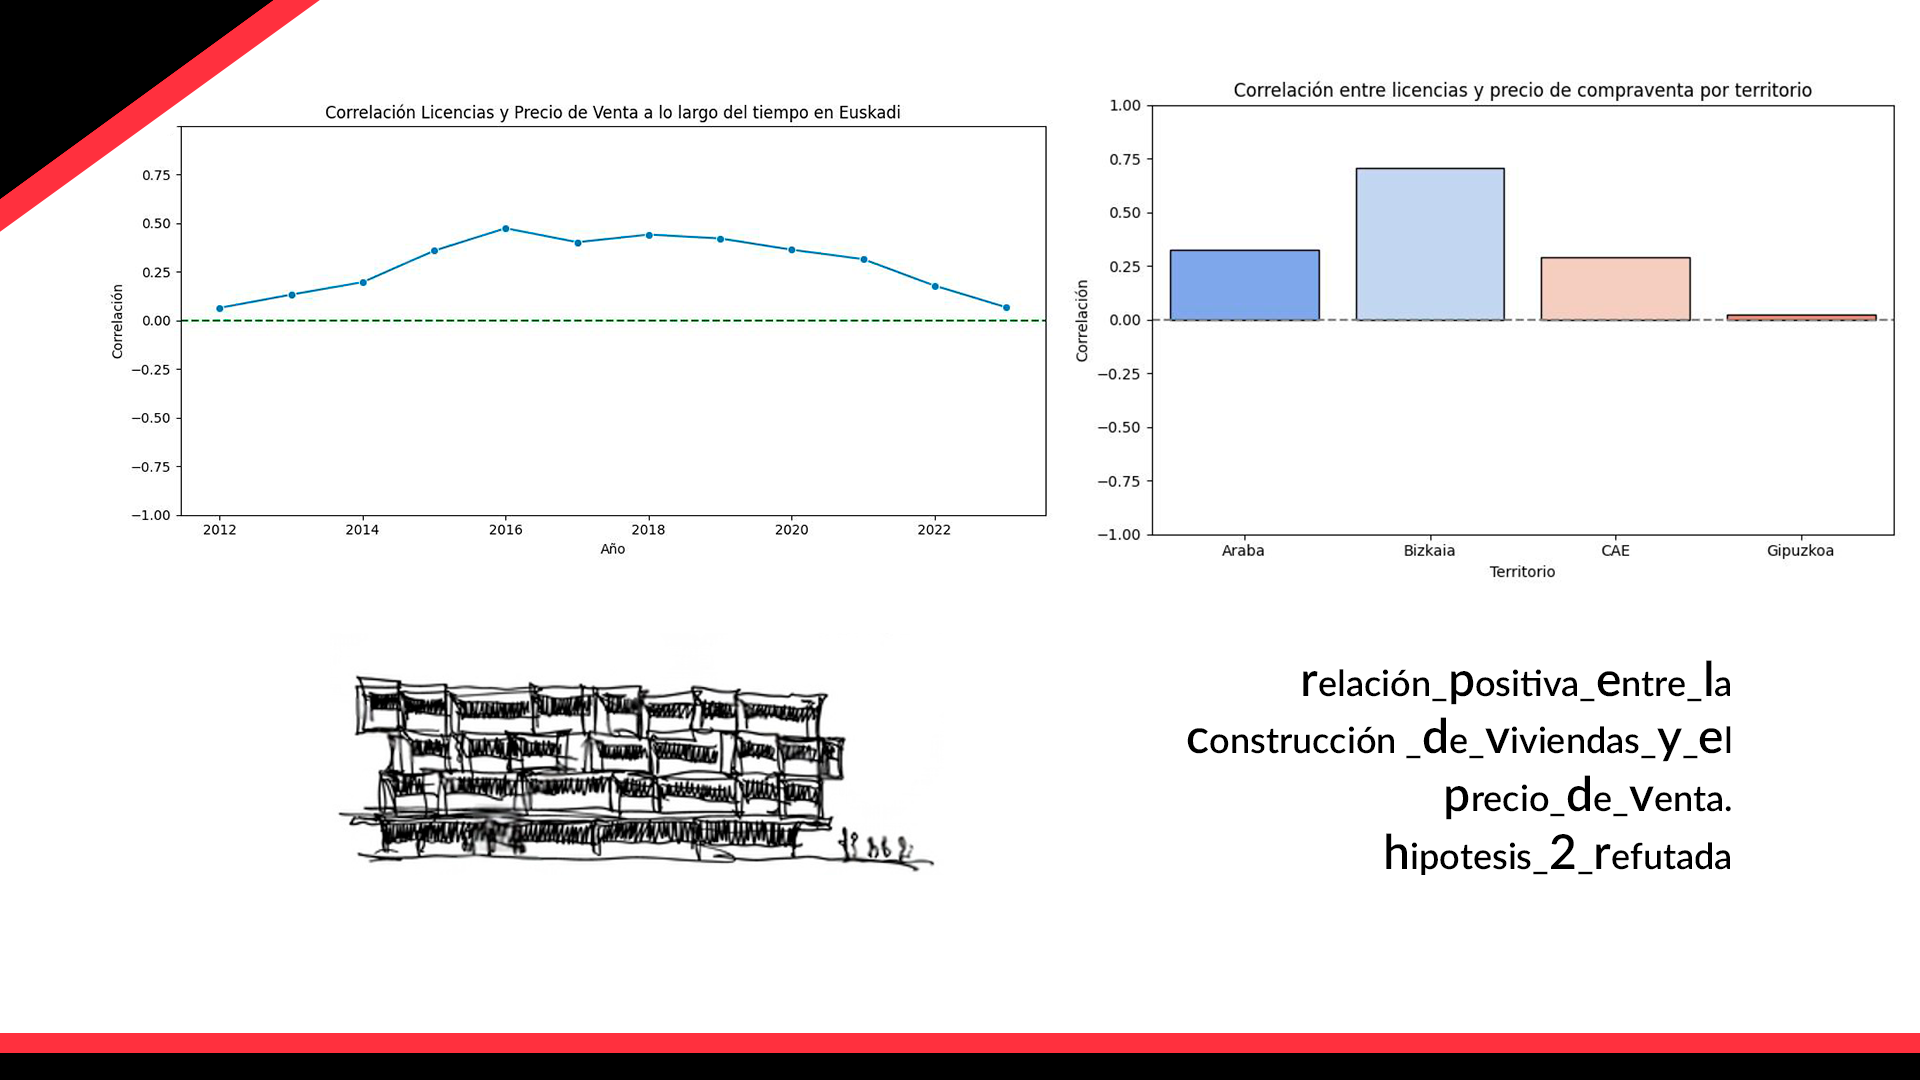 Correlación Licencias y Precio de Venta a lo largo del tiempo en Euskadi
Correlación
0.75
0.50
0.25
0.00
−0.25
−0.50
−0.75
−1.00
2012 2014 2016 2018 2020 2022
Año
Correlación entre licencias y precio de compraventa por territorio
Correlación
1.00
0.75
0.50
0.25
0.00
−0.25
−0.50
−0.75
−1.00
Araba Bizkaia CAE Gipuzkoa
Territorio
relación_positiva_entre_la
construcción _de_viviendas_y_el
precio_de_venta.
hipotesis_2_refutada